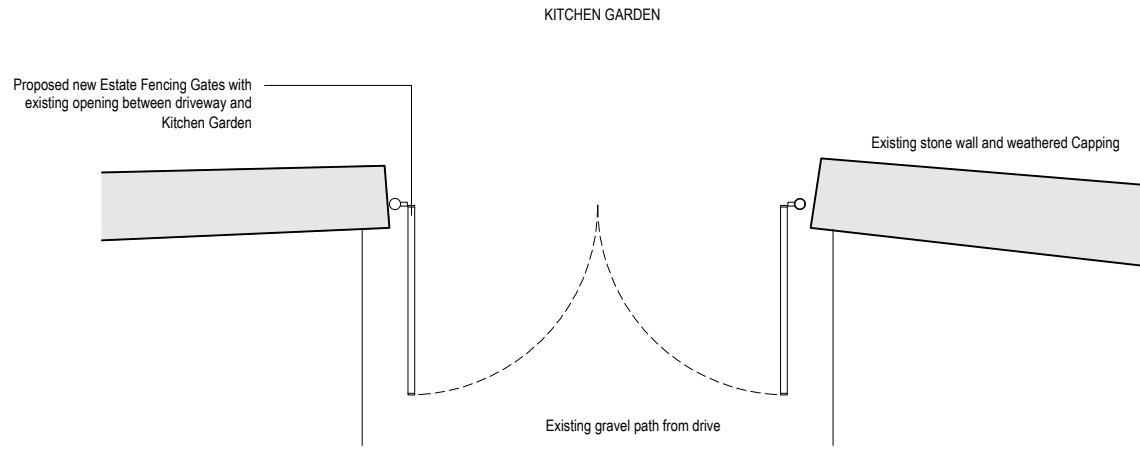 KITCHEN GARDEN
Proposed new Estate Fencing Gates with
existing opening between driveway and
Kitchen Garden
Existing stone wall and weathered Capping
Existing gravel path from drive